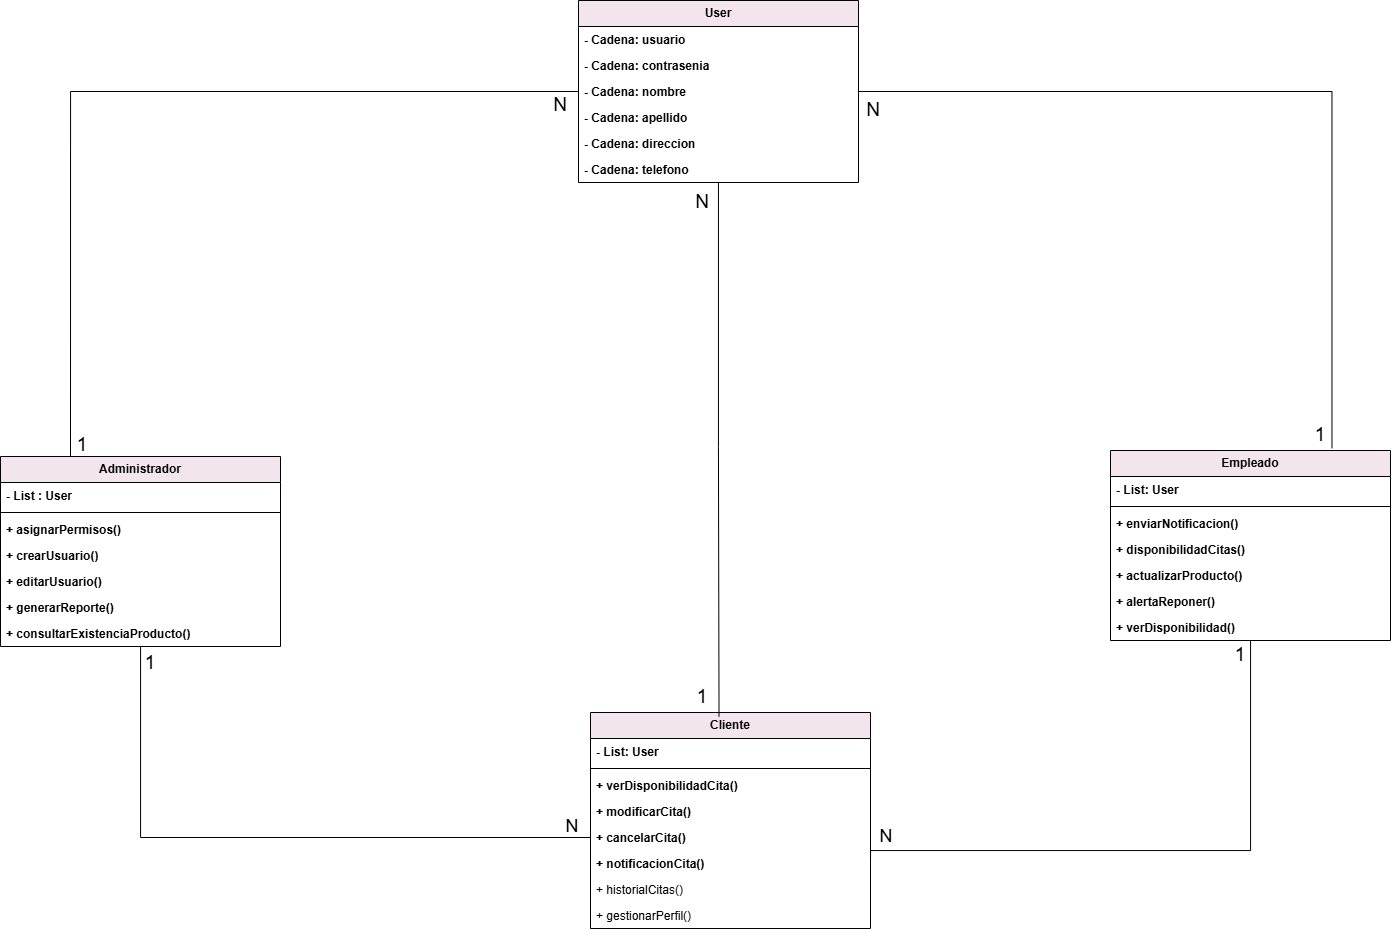 User
- Cadena: usuario
- Cadena: contrasenia
- Cadena: nombre
- Cadena: apellido
- Cadena: direccion
- Cadena: telefono
N
N
N
1
1
Administrador
- List : User
+ asignarPermisos()
+ crearUsuario()
+ editarUsuario()
+ generarReporte()
+ consultarExistenciaProducto()
1
Empleado
- List: User
+ enviarNotificacion()
+ disponibilidadCitas()
+ actualizarProducto()
+ alertaReponer()
+ verDisponibilidad()
1
1
Cliente
- List: User
+ verDisponibilidadCita()
+ modificarCita()
+ cancelarCita()
+ notificacionCita()
+ historialCitas()
+ gestionarPerfil()
N
N